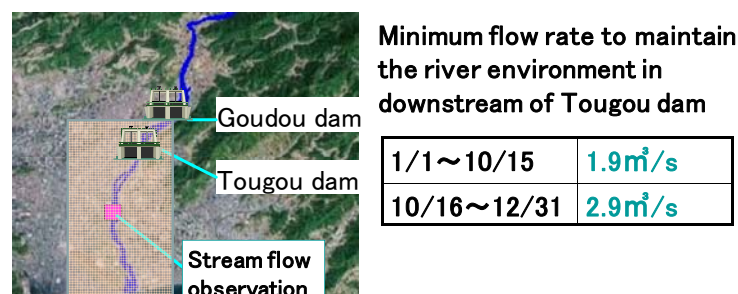 Minimum flow rate to maintain
the river environment in
downstream of Tougou dam
Goudou dam
Tougou dam
Stream flow
observation
1/1～10/15 1.9㎥/s
10/16～12/31 2.9㎥/s